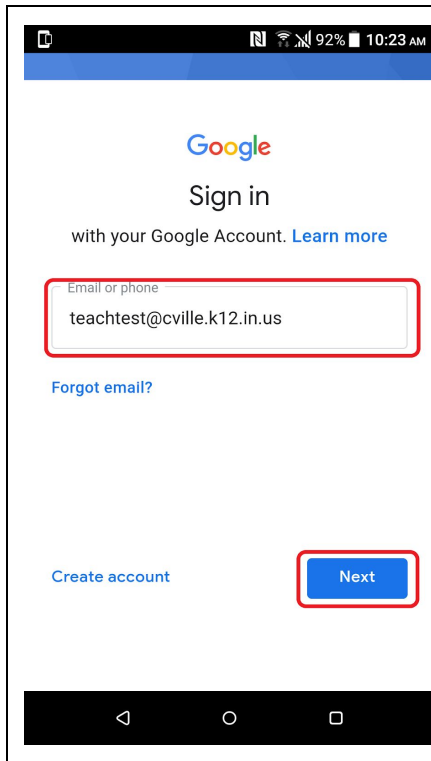 92% 10:23 AM
Google
Sign in
with your Google Account. Learn more
Email or phone
teachtest@cville.k12.in.us
Forgot email?
Create account
Next